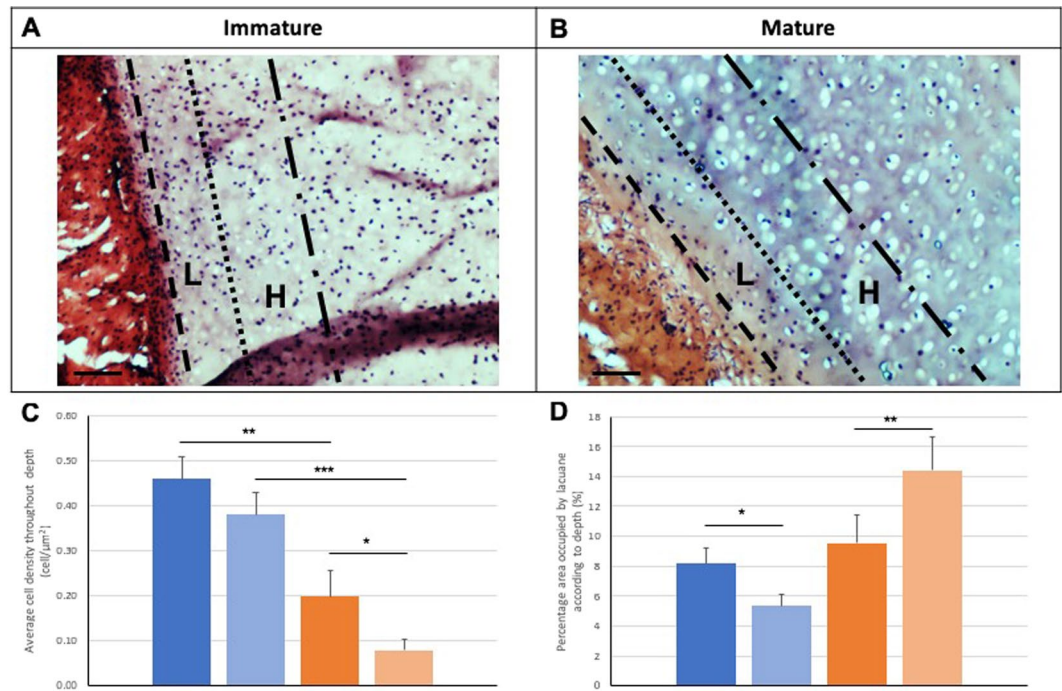 A Immature
B Mature
L
H
L
H
C
Average cell density throughout depth
(cell/µm²)
0.60
0.50
0.40
0.30
0.20
0.10
0.00
**
***
*
D
Percentage area occupied by lacuane
according to depth (%)
18
16
14
12
10
8
6
4
2
0
*
**